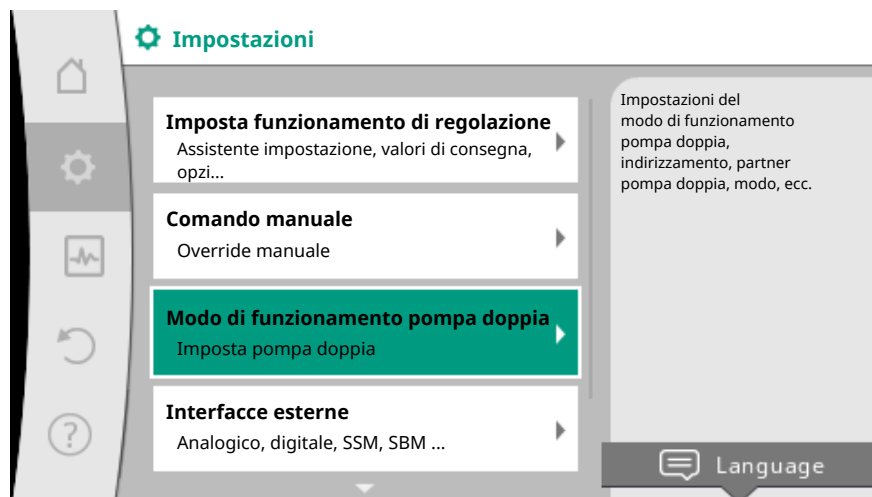 Impostazioni
Imposta funzionamento di regolazione
Assistente impostazione, valori di consegna,
opzi...
Comando manuale
Override manuale
Modo di funzionamento pompa doppia
Imposta pompa doppia
Interfacce esterne
Analogico, digitale, SSM, SBM ...
Impostazioni del
modo di funzionamento
pompa doppia,
indirizzamento, partner
pompa doppia, modo, ecc.
Language